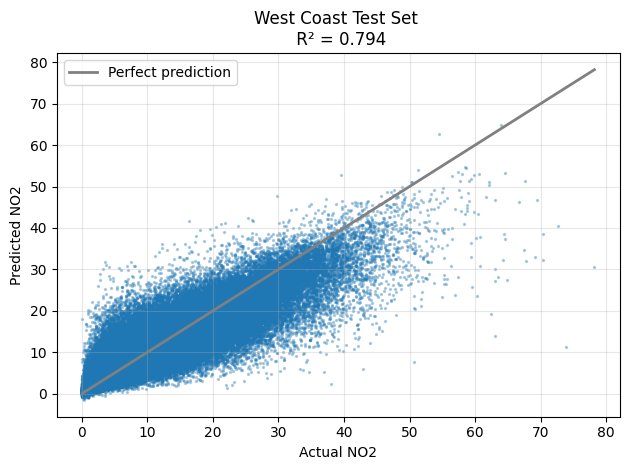 West Coast Test Set
R² = 0.794
Perfect prediction
80
70
60
50
40
30
20
10
0
Predicted NO2
0 10 20 30 40 50 60 70 80
Actual NO2